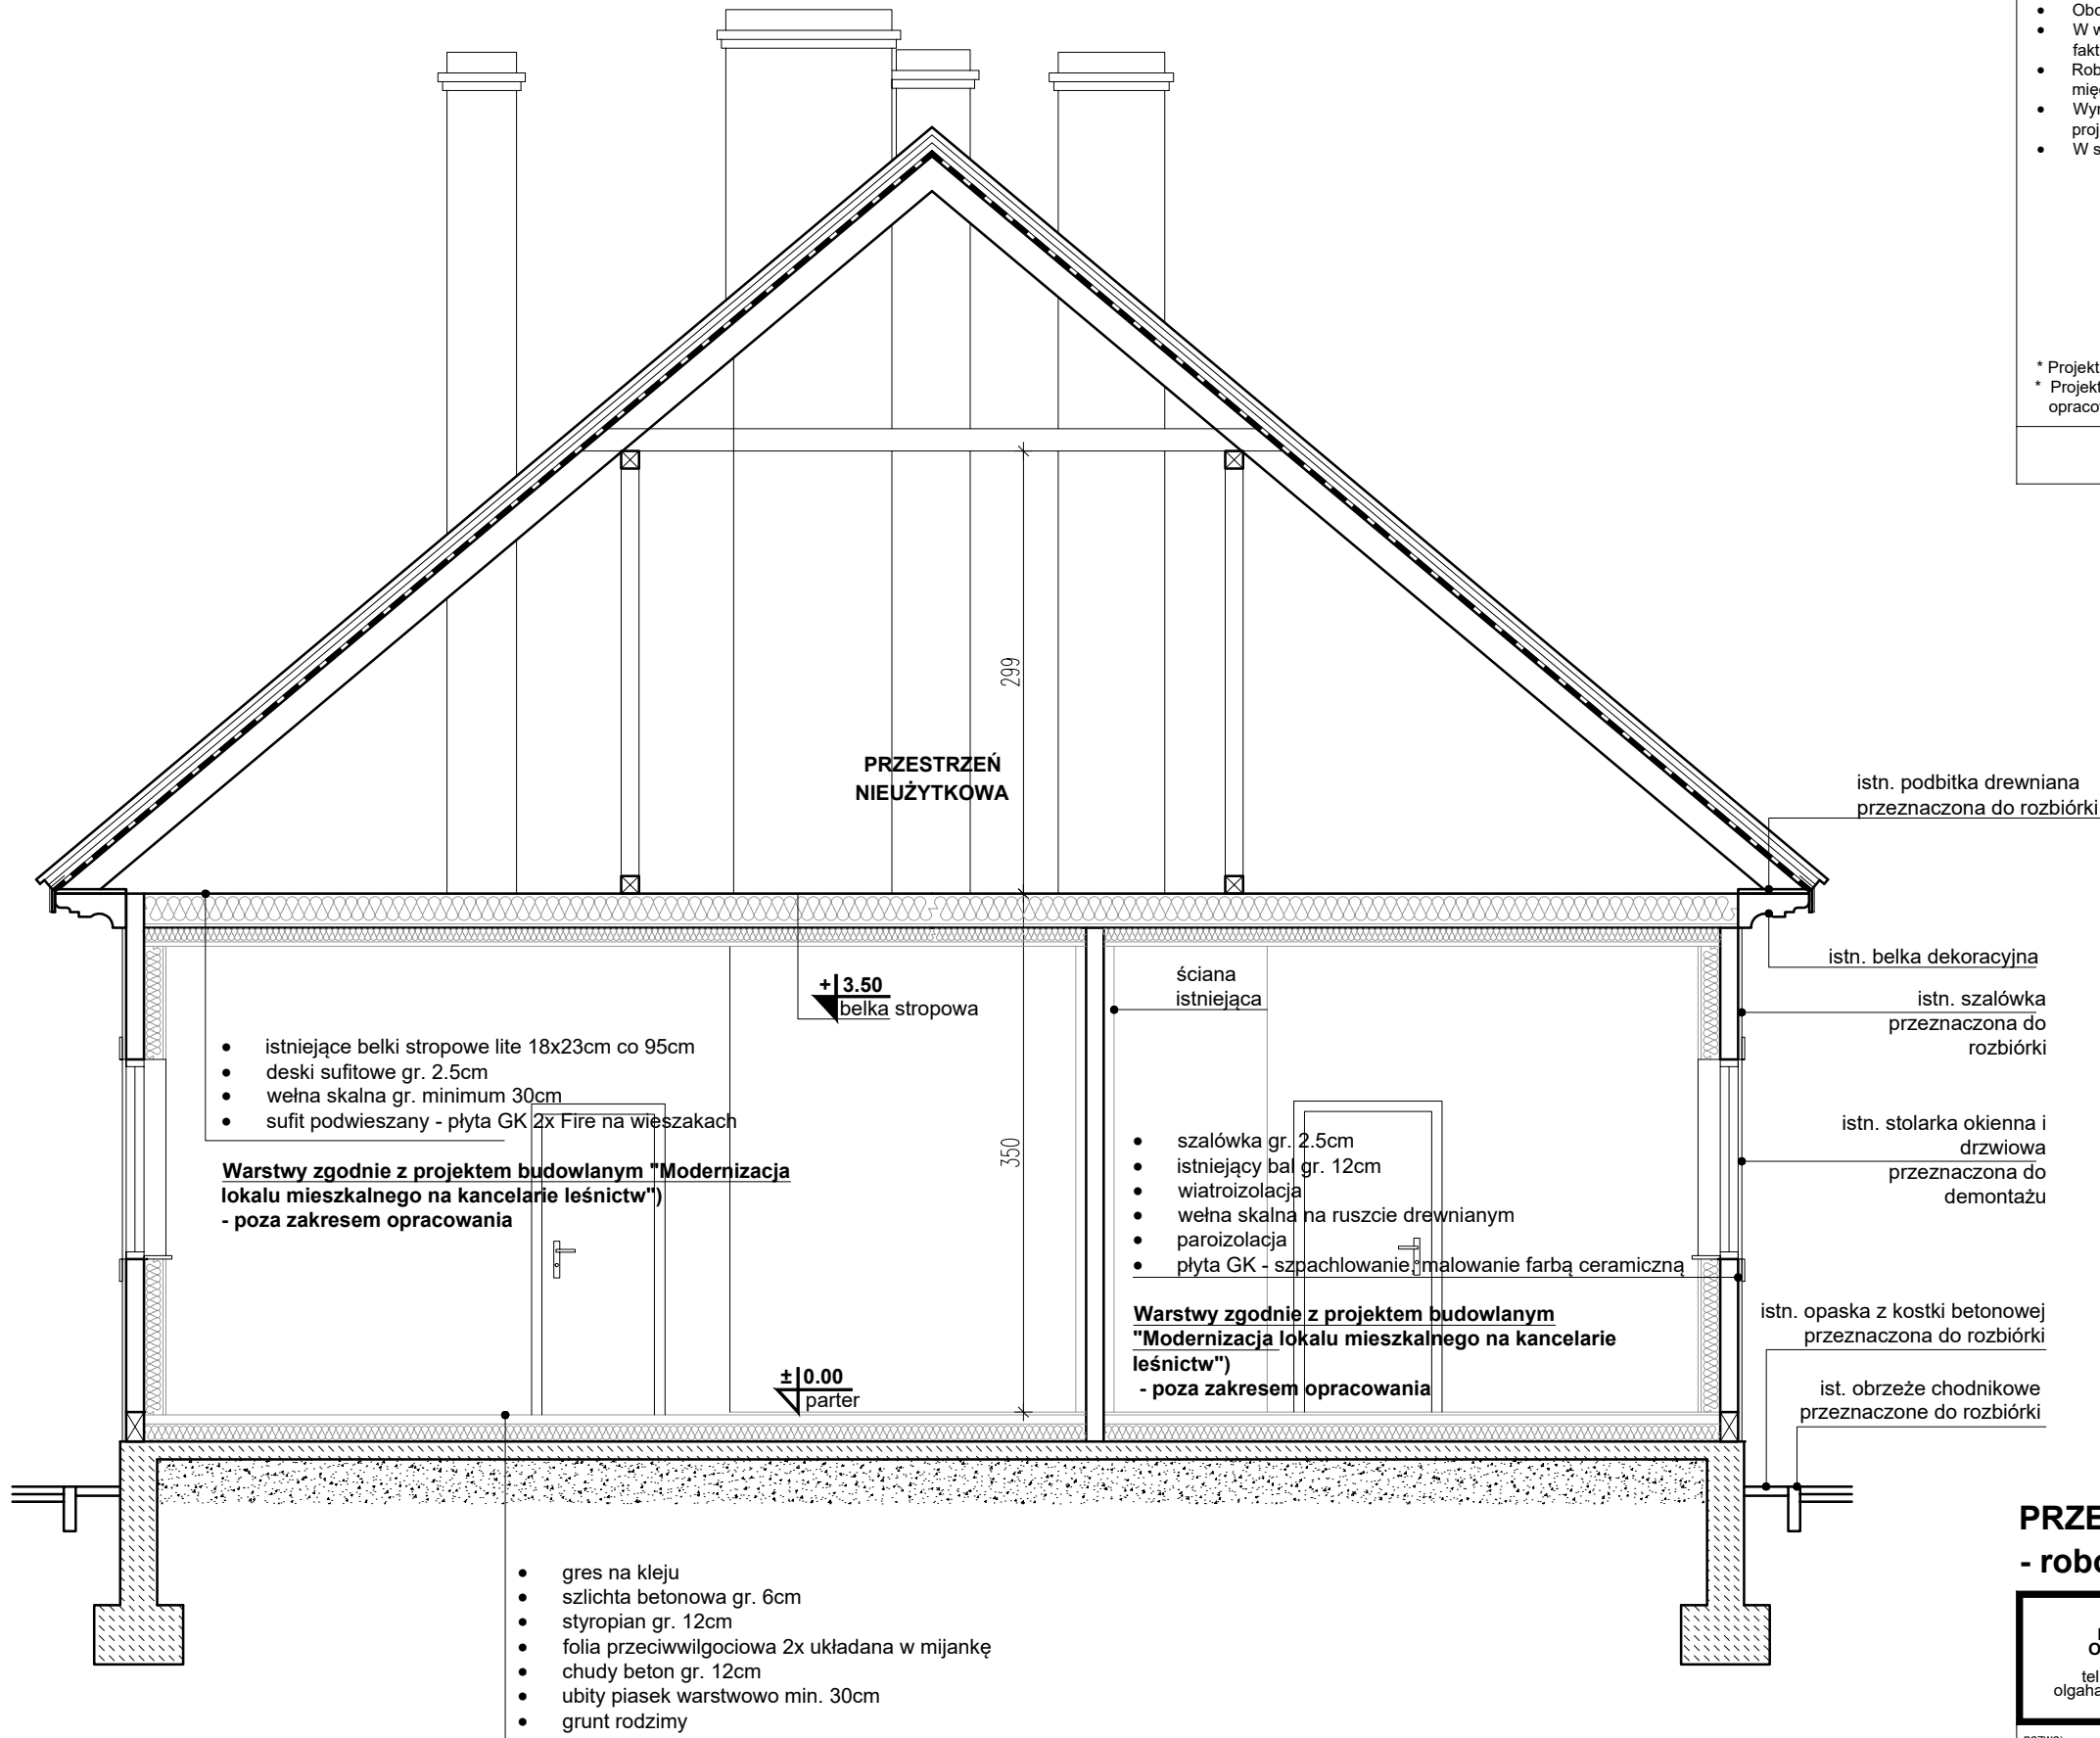 PRZESTRZEŃ
NIEUŻYTKOWA
299
350
+ 3.50
belka stropowa
ściana
istniejąca
• istniejące belki stropowe lite 18x23cm co 95cm
• deski sufitowe gr. 2.5cm
• wełna skalna gr. minimum 30cm
• sufit podwieszany - płyta GK 2x Fire na wieszakach
Warstwy zgodnie z projektem budowlanym "Modernizacja
lokalu mieszkalnego na kancelarie leśnictw")
- poza zakresem opracowania
• szalówka gr. 2.5cm
• istniejący bal gr. 12cm
• wiatroizolacja
• wełna skalna na ruszcie drewnianym
• paroizolacja
• płyta GK - szpachlowanie, malowanie farbą ceramiczną
Warstwy zgodnie z projektem budowlanym
"Modernizacja lokalu mieszkalnego na kancelarie
leśnictw")
- poza zakresem opracowania
± 0.00
parter
• gres na kleju
• szlichta betonowa gr. 6cm
• styropian gr. 12cm
• folia przeciwwilgociowa 2x układana w mijankę
• chudy beton gr. 12cm
• ubity piasek warstwowo min. 30cm
• grunt rodzimy
istn. podbitka drewniana
przeznaczona do rozbiórki
istn. belka dekoracyjna
istn. szalówka
przeznaczona do
rozbiórki
istn. stolarka okienna i
drzwiowa
przeznaczona do
demontażu
istn. opaska z kostki betonowej
przeznaczona do rozbiórki
ist. obrzeże chodnikowe
przeznaczone do rozbiórki
• W
* Projekt
* Projekt
- robo
tel